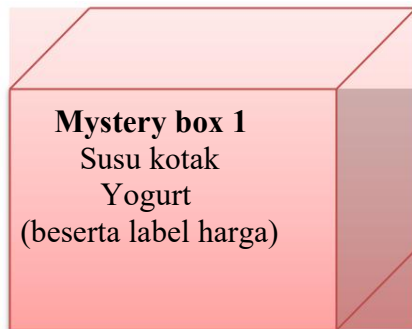 Mystery box 1
Susu kotak
Yogurt
(beserta label harga)